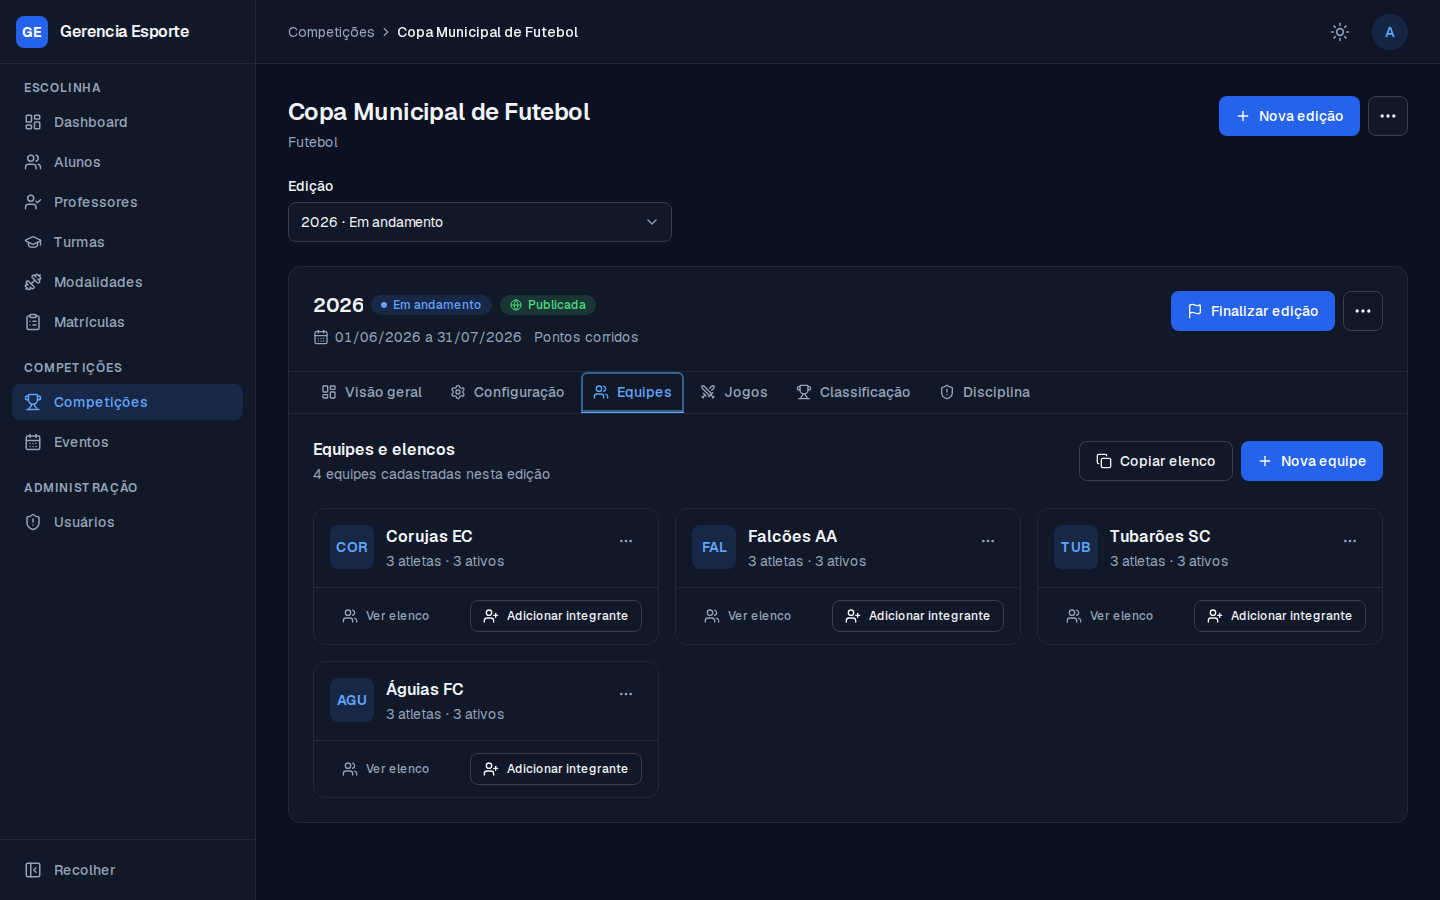 GE Gerencia Esporte
Competições > Copa Municipal de Futebol
A
ESCOLINHA
Dashboard
Alunos
Professores
Turmas
Modalidades
Matrículas
COMPETIÇÕES
Competições
Eventos
ADMINISTRAÇÃO
Usuários
Recolher
Copa Municipal de Futebol
Futebol
Nova edição
Edição
2026 · Em andamento
2026 Em andamento Publicada
01/06/2026 a 31/07/2026 Pontos corridos
Finalizar edição
Visão geral Configuração Equipes Jogos Classificação Disciplina
Equipes e elencos
4 equipes cadastradas nesta edição
Copiar elenco Nova equipe
COR Corujas EC
3 atletas · 3 ativos
Ver elenco Adicionar integrante
FAL Falcões AA
3 atletas · 3 ativos
Ver elenco Adicionar integrante
TUB Tubarões SC
3 atletas · 3 ativos
Ver elenco Adicionar integrante
AGU Águias FC
3 atletas · 3 ativos
Ver elenco Adicionar integrante